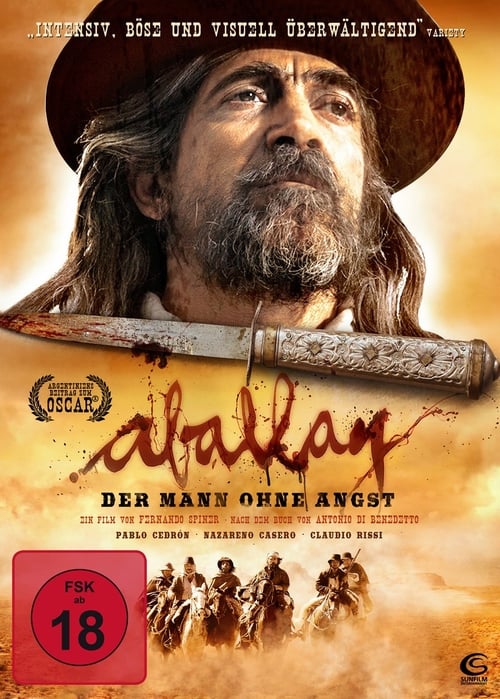 „INTENSIV, BÖSE UND VISUELL ÜBERWÄLTIGEND" VARIETY
ARGENTINIENS
BEITRAG ZUM
OSCAR®
aballay
DER MANN OHNE ANGST
EIN FILM VON FERNANDO SPINER · NACH DEM BUCH VON ANTONIO DI BENEDETTO
PABLO CEDRÓN · NAZARENO CASERO · CLAUDIO RISSI
FSK
ab
18
SUNFILM